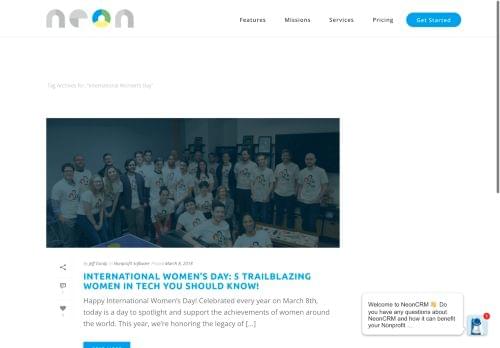 neon
Features Missions Services Pricing Get Started
Tag Archives for: "International Women's Day"
By Jeff Gordy In Nonprofit Software Posted March 8, 2018
INTERNATIONAL WOMEN'S DAY: 5 TRAILBLAZING
WOMEN IN TECH YOU SHOULD KNOW!
Happy International Women's Day! Celebrated every year on March 8th,
today is a day to spotlight and support the achievements of women around
the world. This year, we're honoring the legacy of [...]
Welcome to NeonCRM 👋 Do
you have any questions about
NeonCRM and how it can benefit
your Nonprofit ...
1